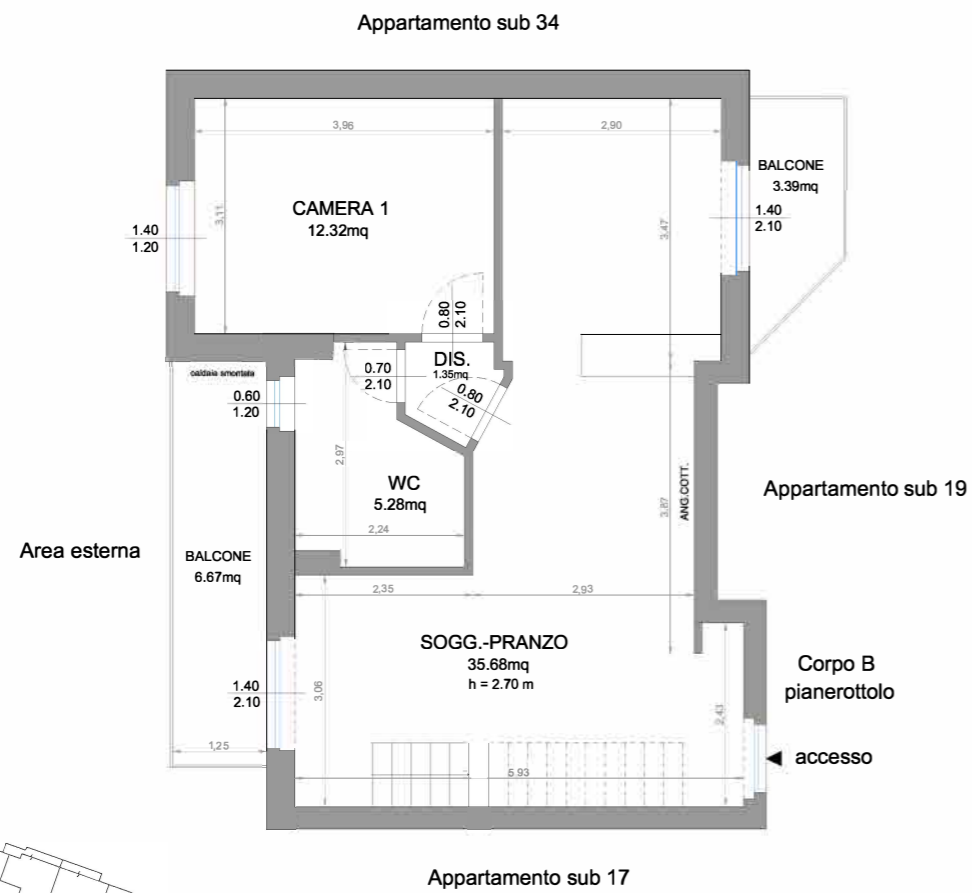 Appartamento sub 34
3,96
2,90
BALCONE
3.39mq
CAMERA 1
12.32mq
3,11
3,47
1.40
2.10
1.40
1.20
0.80
2.10
DIS.
1.35mq
caldaia smontata
0.70
2.10
0.80
2.10
0.60
1.20
2,97
WC
5.28mq
2,24
3,87
ANG.COTT.
Appartamento sub 19
Area esterna
BALCONE
6.67mq
2,35
2,93
SOGG.-PRANZO
35.68mq
h = 2.70 m
Corpo B
pianerottolo
3,06
2,43
1.40
2.10
1,25
5.93
accesso
Appartamento sub 17